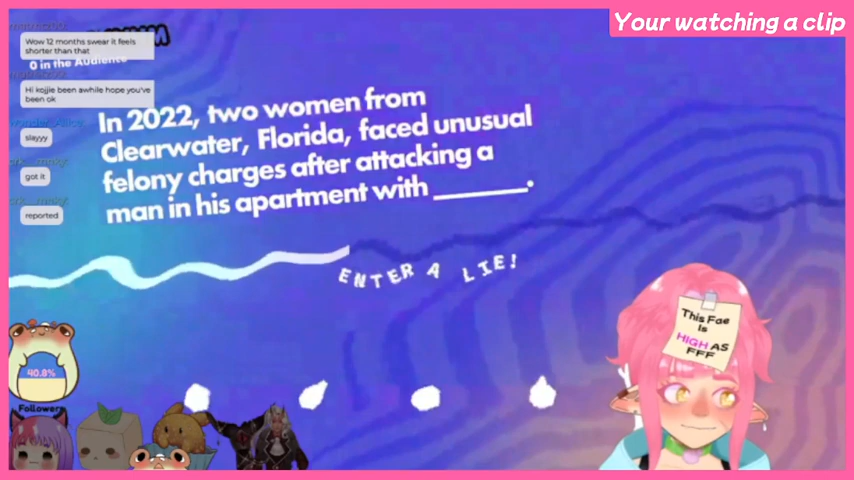 Your watching a clip
Wow 12 months swear it feels
shorter than that
0 in the Audience
Hi kojjie been awhile hope you've
been ok
Wonder_Alice:
slayyy
got it
reported
In 2022, two women from
Clearwater, Florida, faced unusual
felony charges after attacking a
man in his apartment with ______.
ENTER A LIE!
This Fae
is
HIGH AS
FFF
40.8%
Followers